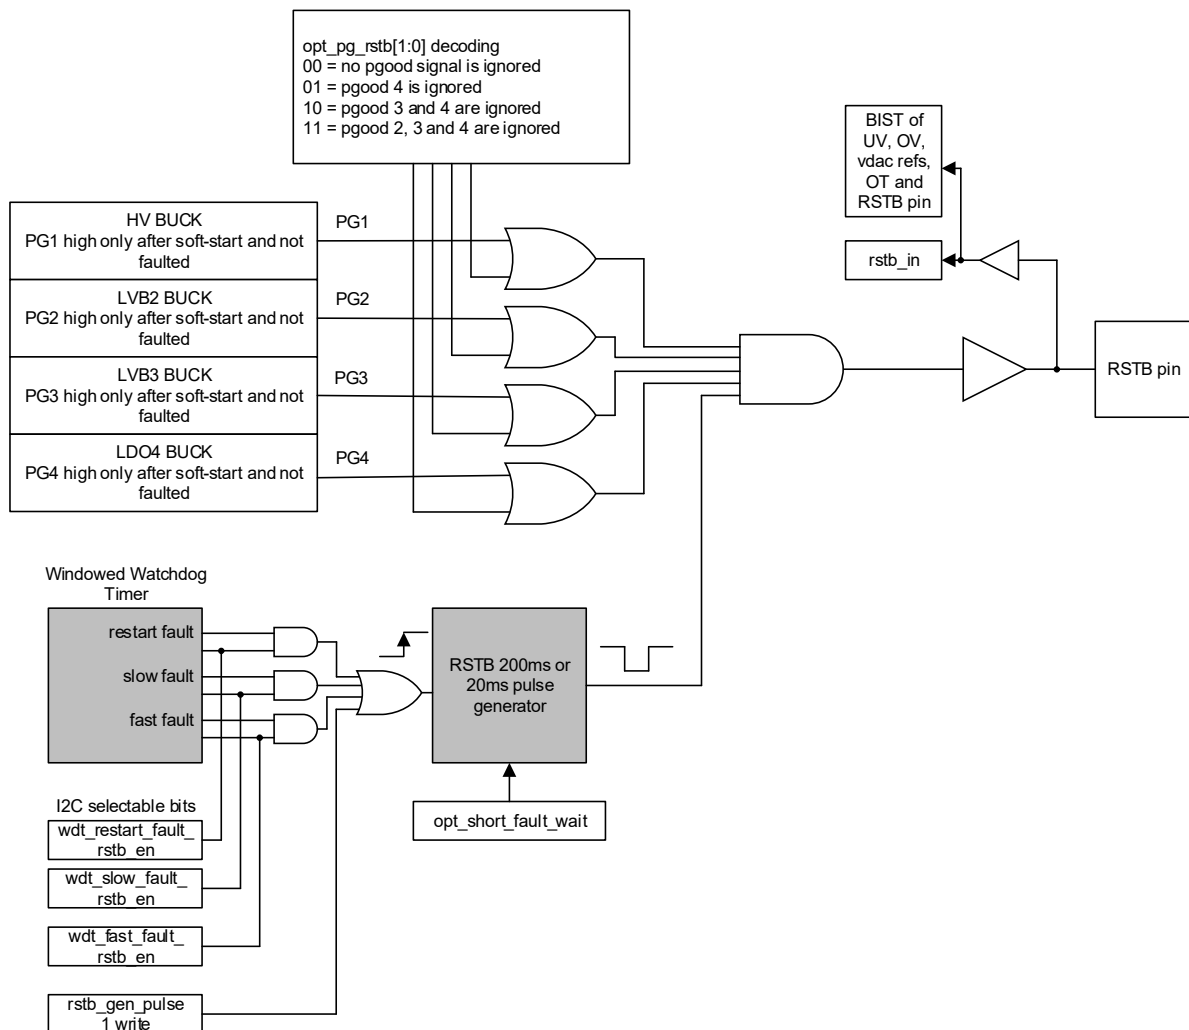 opt_pg_rstb[1:0] decoding
00 = no pgood signal is ignored
01 = pgood 4 is ignored
10 = pgood 3 and 4 are ignored
11 = pgood 2, 3 and 4 are ignored
BIST of
UV, OV,
vdac refs,
OT and
RSTB pin
rstb_in
HV BUCK
PG1 high only after soft-start and not
faulted
PG1
LVB2 BUCK
PG2 high only after soft-start and not
faulted
PG2
LVB3 BUCK
PG3 high only after soft-start and not
faulted
PG3
LDO4 BUCK
PG4 high only after soft-start and not
faulted
PG4
RSTB pin
Windowed Watchdog
Timer
restart fault
slow fault
fast fault
RSTB 200ms or
20ms pulse
generator
opt_short_fault_wait
I2C selectable bits
wdt_restart_fault_
rstb_en
wdt_slow_fault_
rstb_en
wdt_fast_fault_
rstb_en
rstb_gen_pulse
1 write